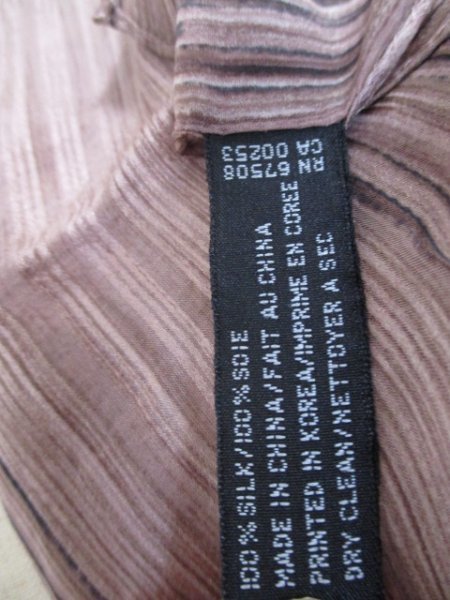 RN 67508
CA 00253
100% SILK/100% SOIE
MADE IN CHINA/FAIT AU CHINA
PRINTED IN KOREA/IMPRIME EN COREE
DRY CLEAN/NETTOYER A SEC